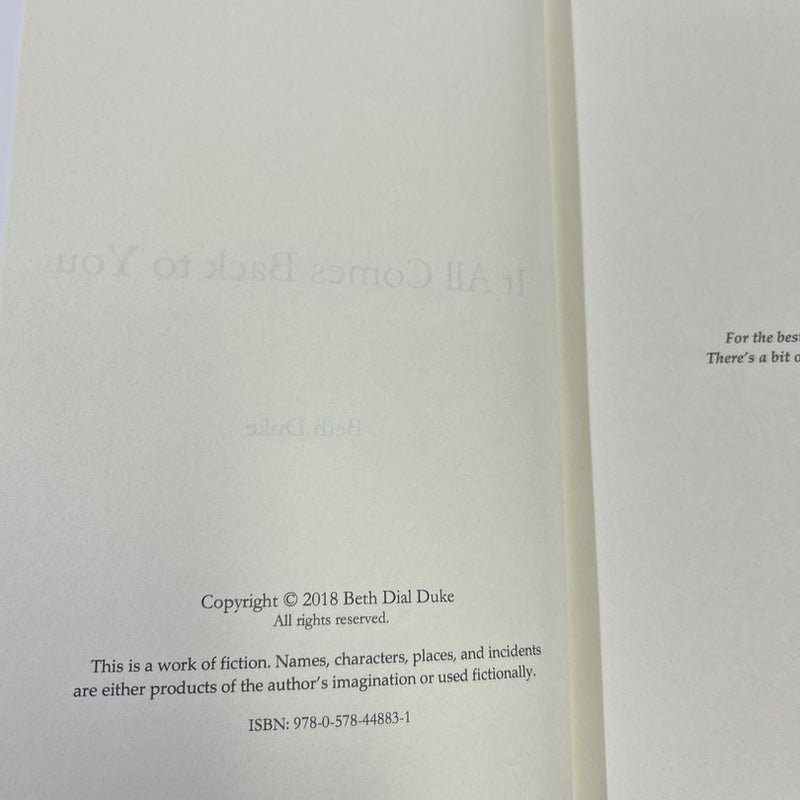 It All Comes Back to You
Beth Duke
Copyright © 2018 Beth Dial Duke
All rights reserved.
This is a work of fiction. Names, characters, places, and incidents
are either products of the author's imagination or used fictionally.
ISBN: 978-0-578-44883-1
For the best
There's a bit o